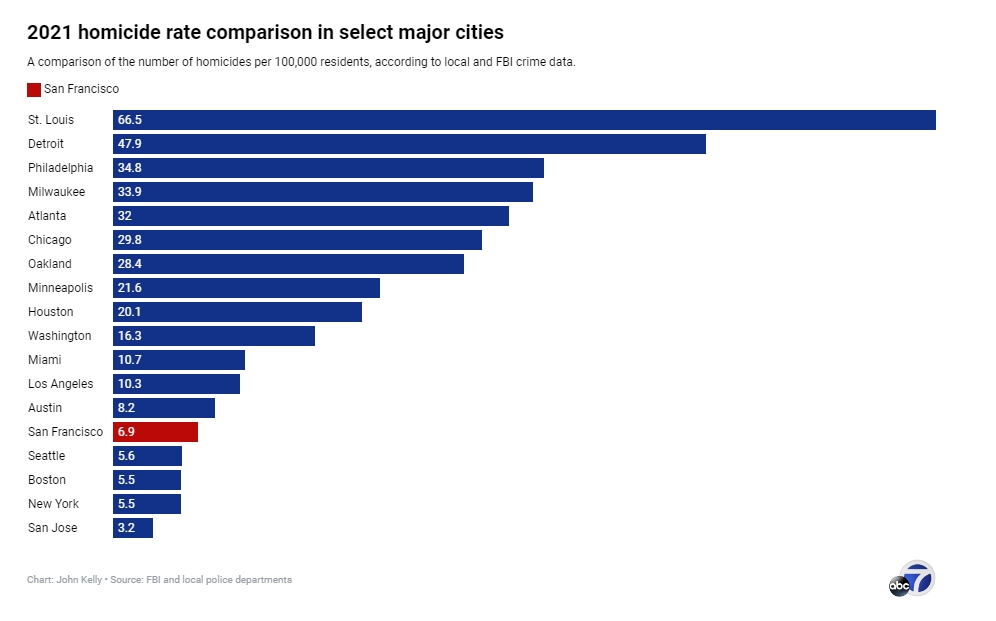 2021 homicide rate comparison in select major cities
A comparison of the number of homicides per 100,000 residents, according to local and FBI crime data.
San Francisco
St. Louis 66.5
Detroit 47.9
Philadelphia 34.8
Milwaukee 33.9
Atlanta 32
Chicago 29.8
Oakland 28.4
Minneapolis 21.6
Houston 20.1
Washington 16.3
Miami 10.7
Los Angeles 10.3
Austin 8.2
San Francisco 6.9
Seattle 5.6
Boston 5.5
New York 5.5
San Jose 3.2
Chart: John Kelly • Source: FBI and local police departments
abc 7